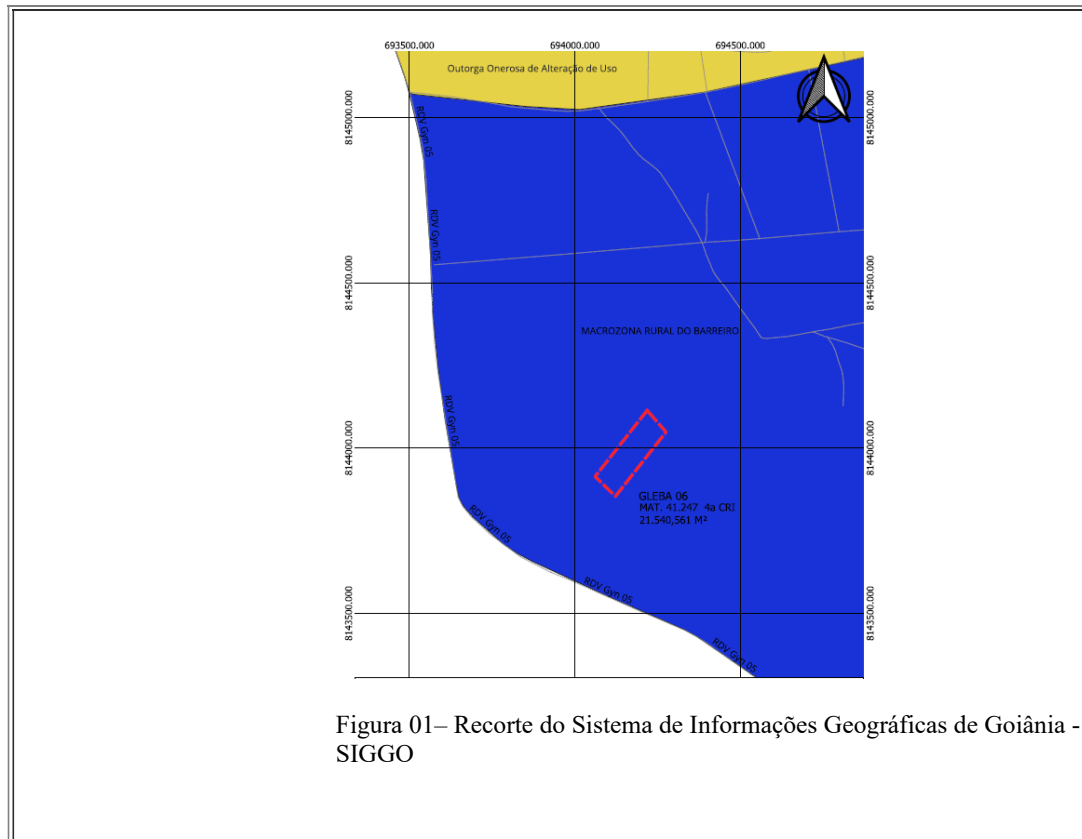 693500.000
694000.000
694500.000
Outorga Onerosa de Alteração de Uso
8145000.000
8145000.000
RDV Gyn 05
RDV Gyn 05
8144500.000
8144500.000
MACROZONA RURAL DO BARREIRO
RDV Gyn 05
8144000.000
8144000.000
GLEBA 06
MAT. 41.247 4a CRI
21.540,561 M²
RDV Gyn 05
RDV Gyn 05
8143500.000
8143500.000
RDV Gyn 05
Figura 01– Recorte do Sistema de Informações Geográficas de Goiânia -
SIGGO